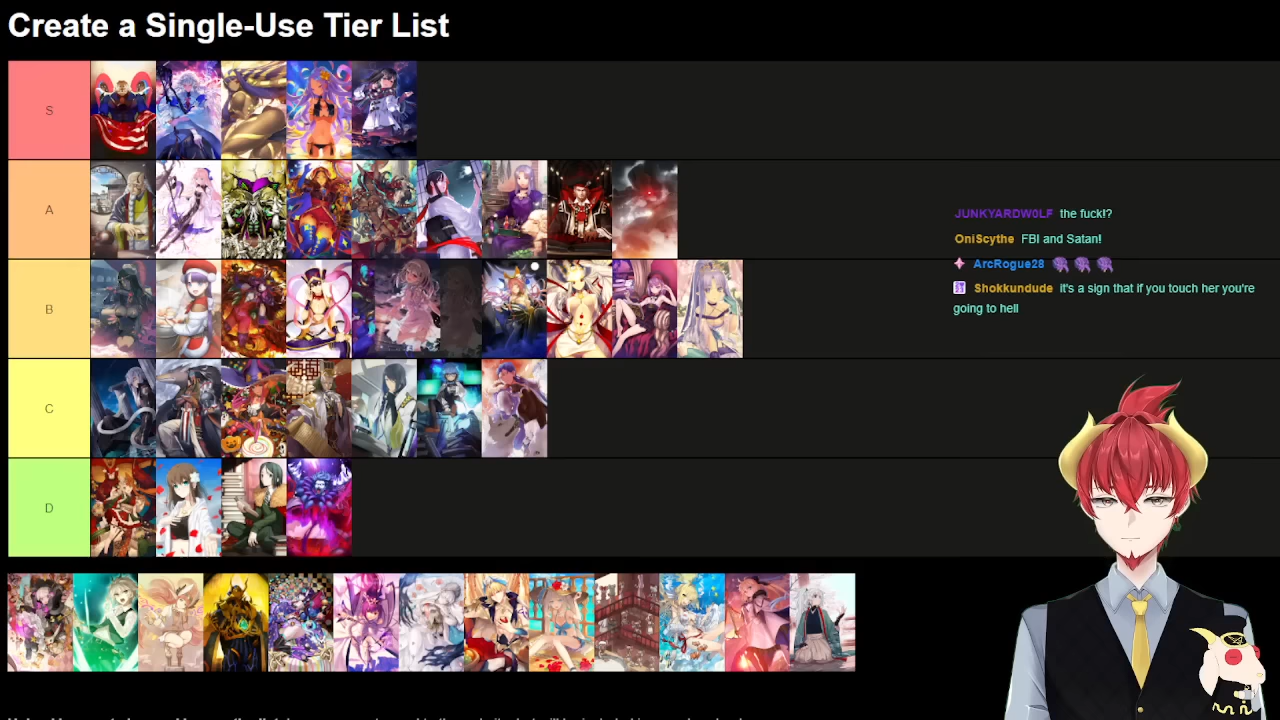 Create a Single-Use Tier List
S
A
B
C
D
JUNKYARDW0LF the fuck!?
OniScythe FBI and Satan!
ArcRogue28
Shokkundude it's a sign that if you touch her you're
going to hell